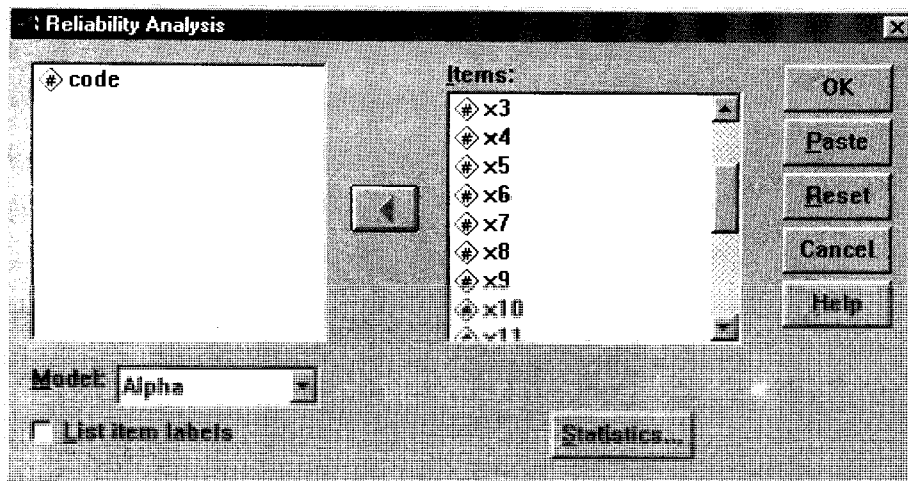 Reliability Analysis
code
Items:
x3
x4
x5
x6
x7
x8
x9
x10
x11
OK
Paste
Reset
Cancel
Help
Model:
Alpha
List item labels
Statistics...